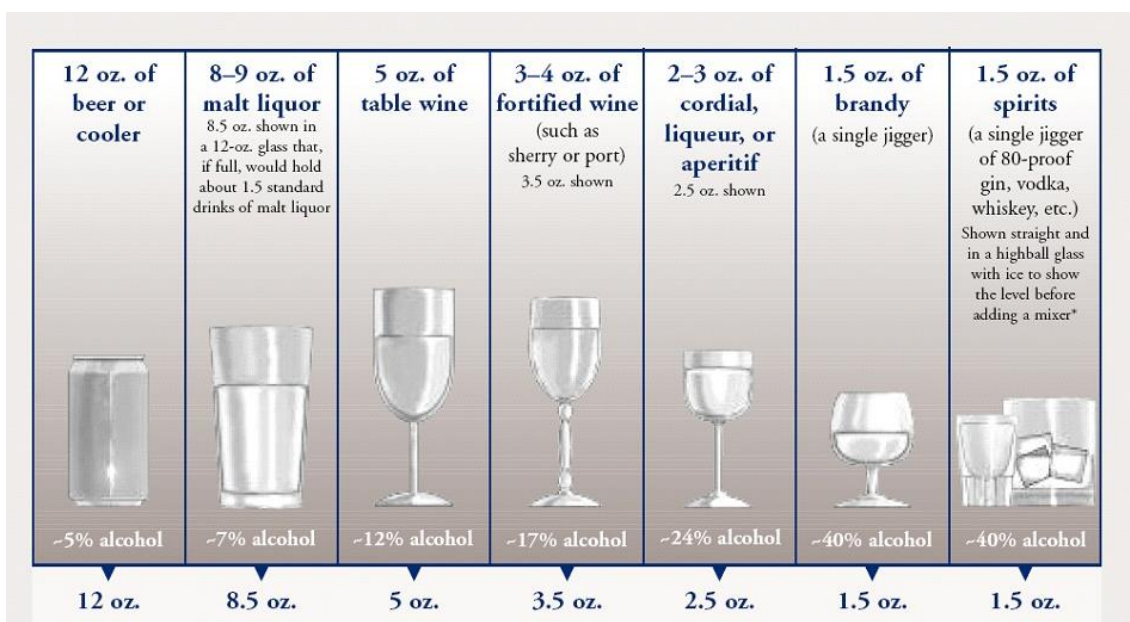 12 oz. of
beer or
cooler
8–9 oz. of
malt liquor
8.5 oz. shown in
a 12-oz. glass that,
if full, would hold
about 1.5 standard
drinks of malt liquor
5 oz. of
table wine
3–4 oz. of
fortified wine
(such as
sherry or port)
3.5 oz. shown
2–3 oz. of
cordial,
liqueur, or
aperitif
2.5 oz. shown
1.5 oz. of
brandy
(a single jigger)
1.5 oz. of
spirits
(a single jigger
of 80-proof
gin, vodka,
whiskey, etc.)
Shown straight and
in a highball glass
with ice to show
the level before
adding a mixer*
~5% alcohol
~7% alcohol
~12% alcohol
~17% alcohol
~24% alcohol
~40% alcohol
~40% alcohol
12 oz.
8.5 oz.
5 oz.
3.5 oz.
2.5 oz.
1.5 oz.
1.5 oz.